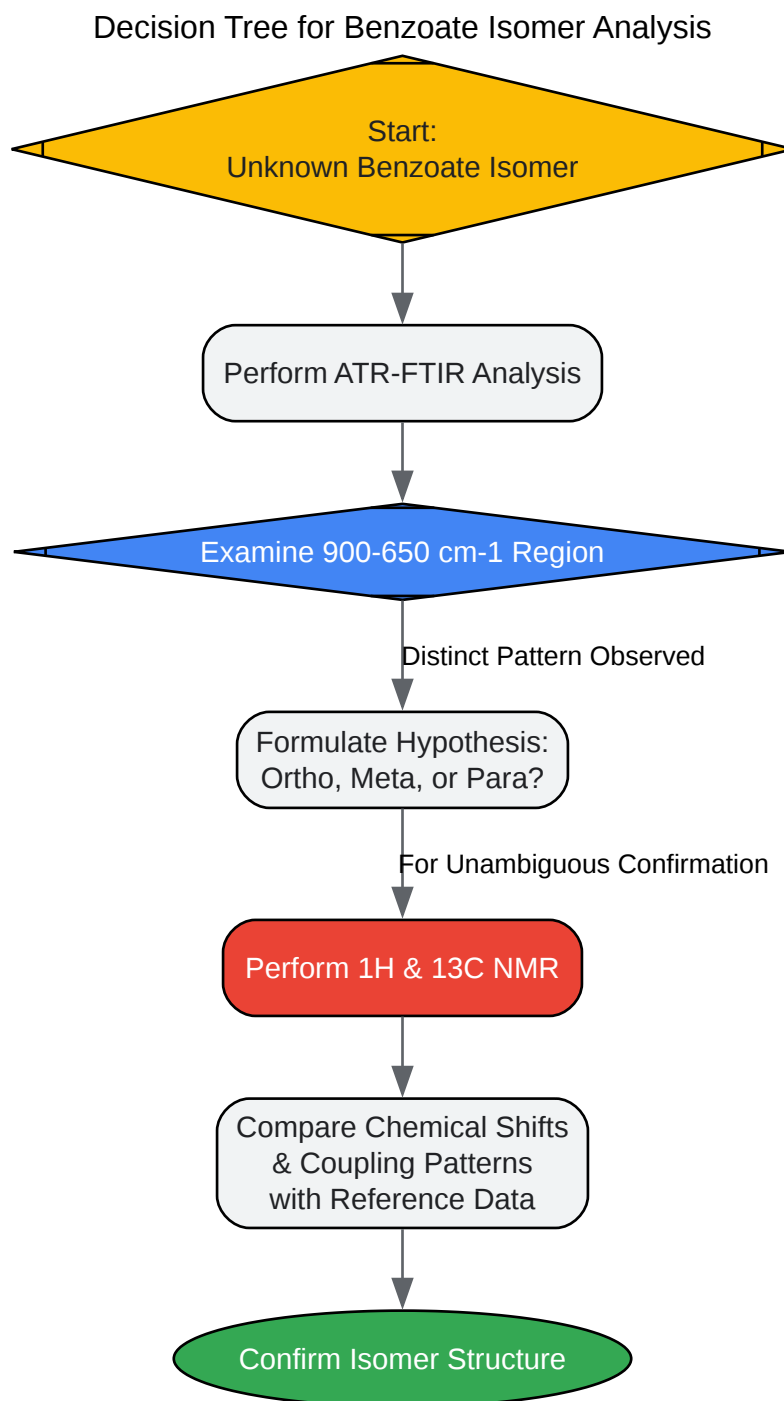 Decision Tree for Benzoate Isomer Analysis
Start:
Unknown Benzoate Isomer
Perform ATR-FTIR Analysis
Examine 900-650 cm-1 Region
Distinct Pattern Observed
Formulate Hypothesis:
Ortho, Meta, or Para?
For Unambiguous Confirmation
Perform 1H & 13C NMR
Compare Chemical Shifts
& Coupling Patterns
with Reference Data
Confirm Isomer Structure